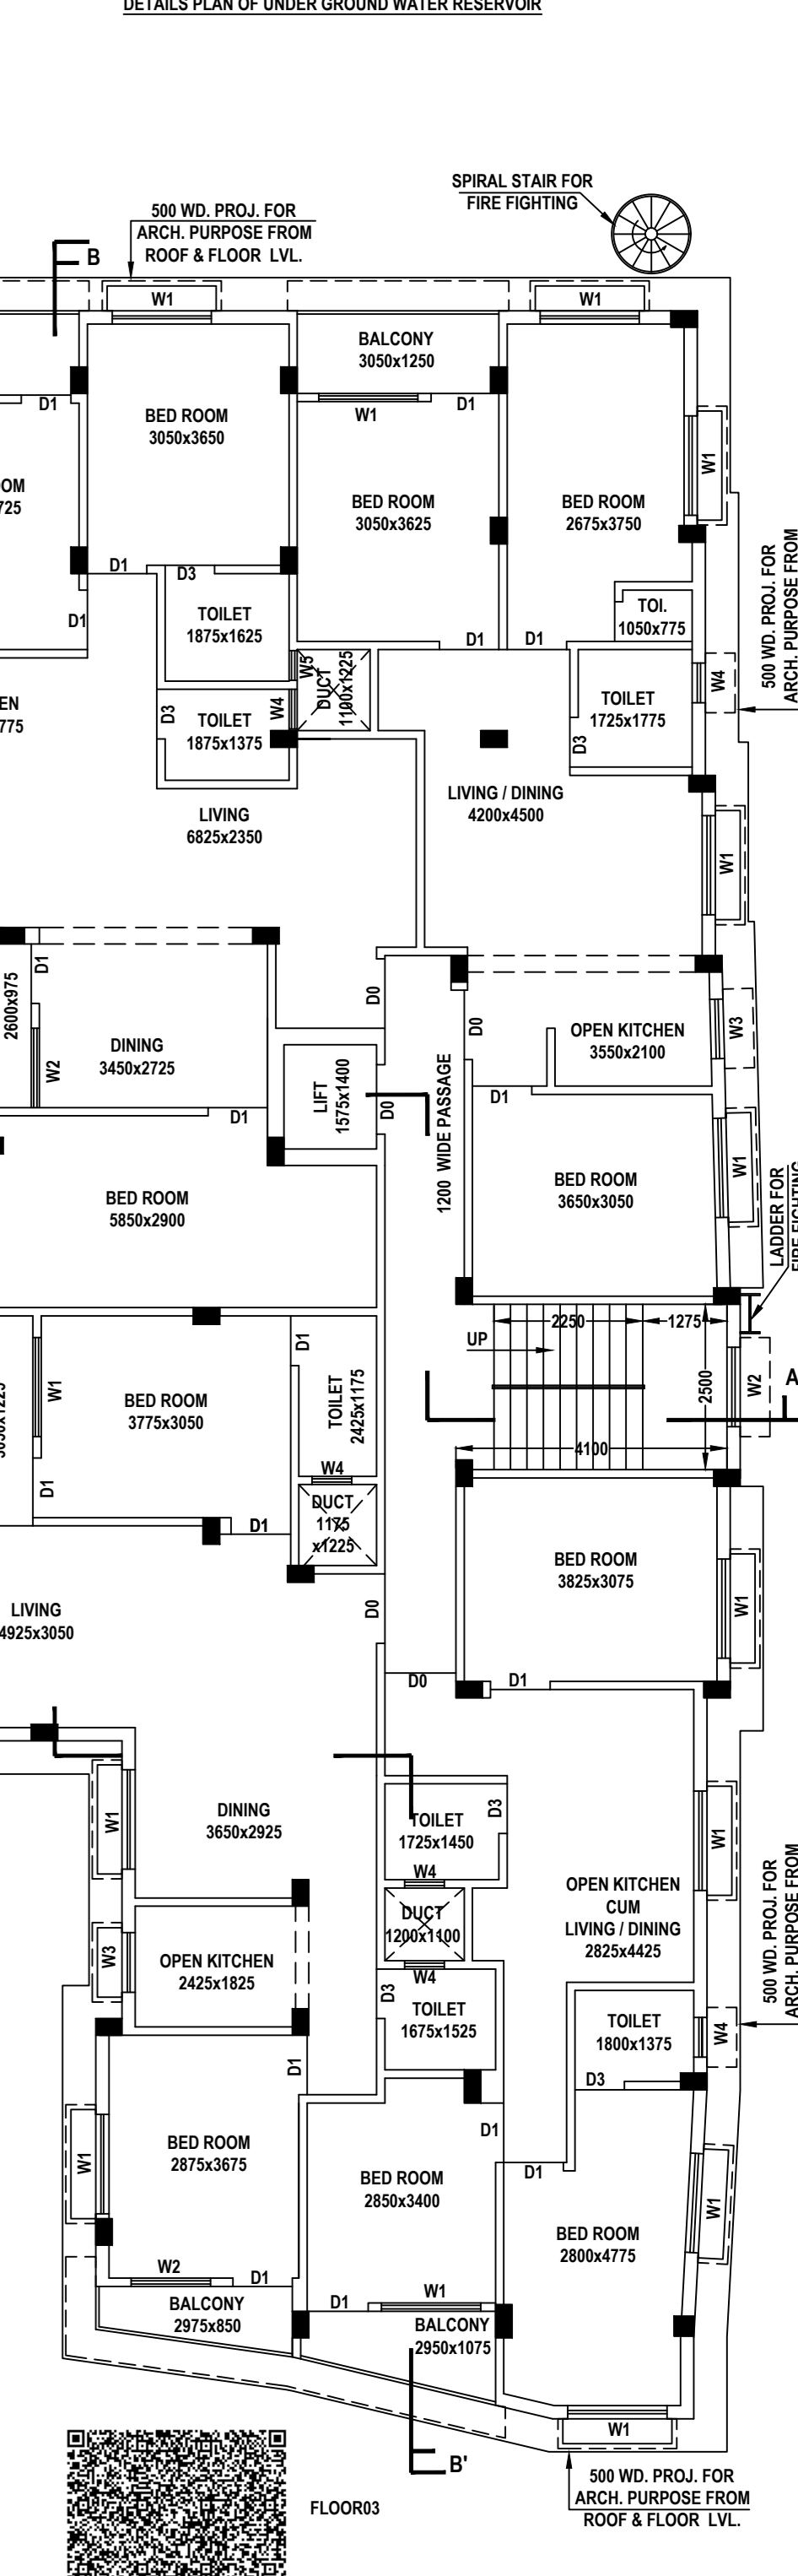 DETAILS PLAN OF UNDER GROUND WATER RESERVOIR
SPIRAL STAIR FOR
FIRE FIGHTING
500 WD. PROJ. FOR
ARCH. PURPOSE FROM
ROOF & FLOOR LVL.
B
W1
W1
BALCONY
3050x1250
D1
W1
D1
BED ROOM
3050x3650
W1
BED ROOM
3050x3625
BED ROOM
2675x3750
725
D1
D3
500 WD. PROJ. FOR
ARCH. PURPOSE FROM
TOILET
1875x1625
TOI.
1050x775
D1
D1
D1
W5
DUCT
1100x1225
W4
775
D3
TOILET
1875x1375
W4
TOILET
1725x1775
D3
LIVING
6825x2350
LIVING / DINING
4200x4500
W1
D1
2600x975
D0
D0
OPEN KITCHEN
3550x2100
W3
DINING
3450x2725
W2
LIFT
1575x1400
D0
1200 WIDE PASSAGE
D1
D1
BED ROOM
3650x3050
W1
BED ROOM
5850x2900
LADDER FOR
FIRE FIGHTING
2250
1275
UP
D1
W1
BED ROOM
3775x3050
TOILET
2425x1175
2500
W2
A
4100
W4
D1
DUCT
1175
x1225
D1
BED ROOM
3825x3075
W1
LIVING
4925x3050
D0
D0
D1
DINING
3650x2925
W1
TOILET
1725x1450
D3
W1
W4
500 WD. PROJ. FOR
ARCH. PURPOSE FROM
OPEN KITCHEN
CUM
LIVING / DINING
2825x4425
DUCT
1200x1100
W3
OPEN KITCHEN
2425x1825
W4
D3
TOILET
1675x1525
TOILET
1800x1375
W4
D3
D1
D1
BED ROOM
2875x3675
W1
BED ROOM
2850x3400
D1
W1
BED ROOM
2800x4775
W2
D1
D1
W1
BALCONY
2975x850
BALCONY
2950x1075
W1
B'
500 WD. PROJ. FOR
ARCH. PURPOSE FROM
ROOF & FLOOR LVL.
FLOOR03